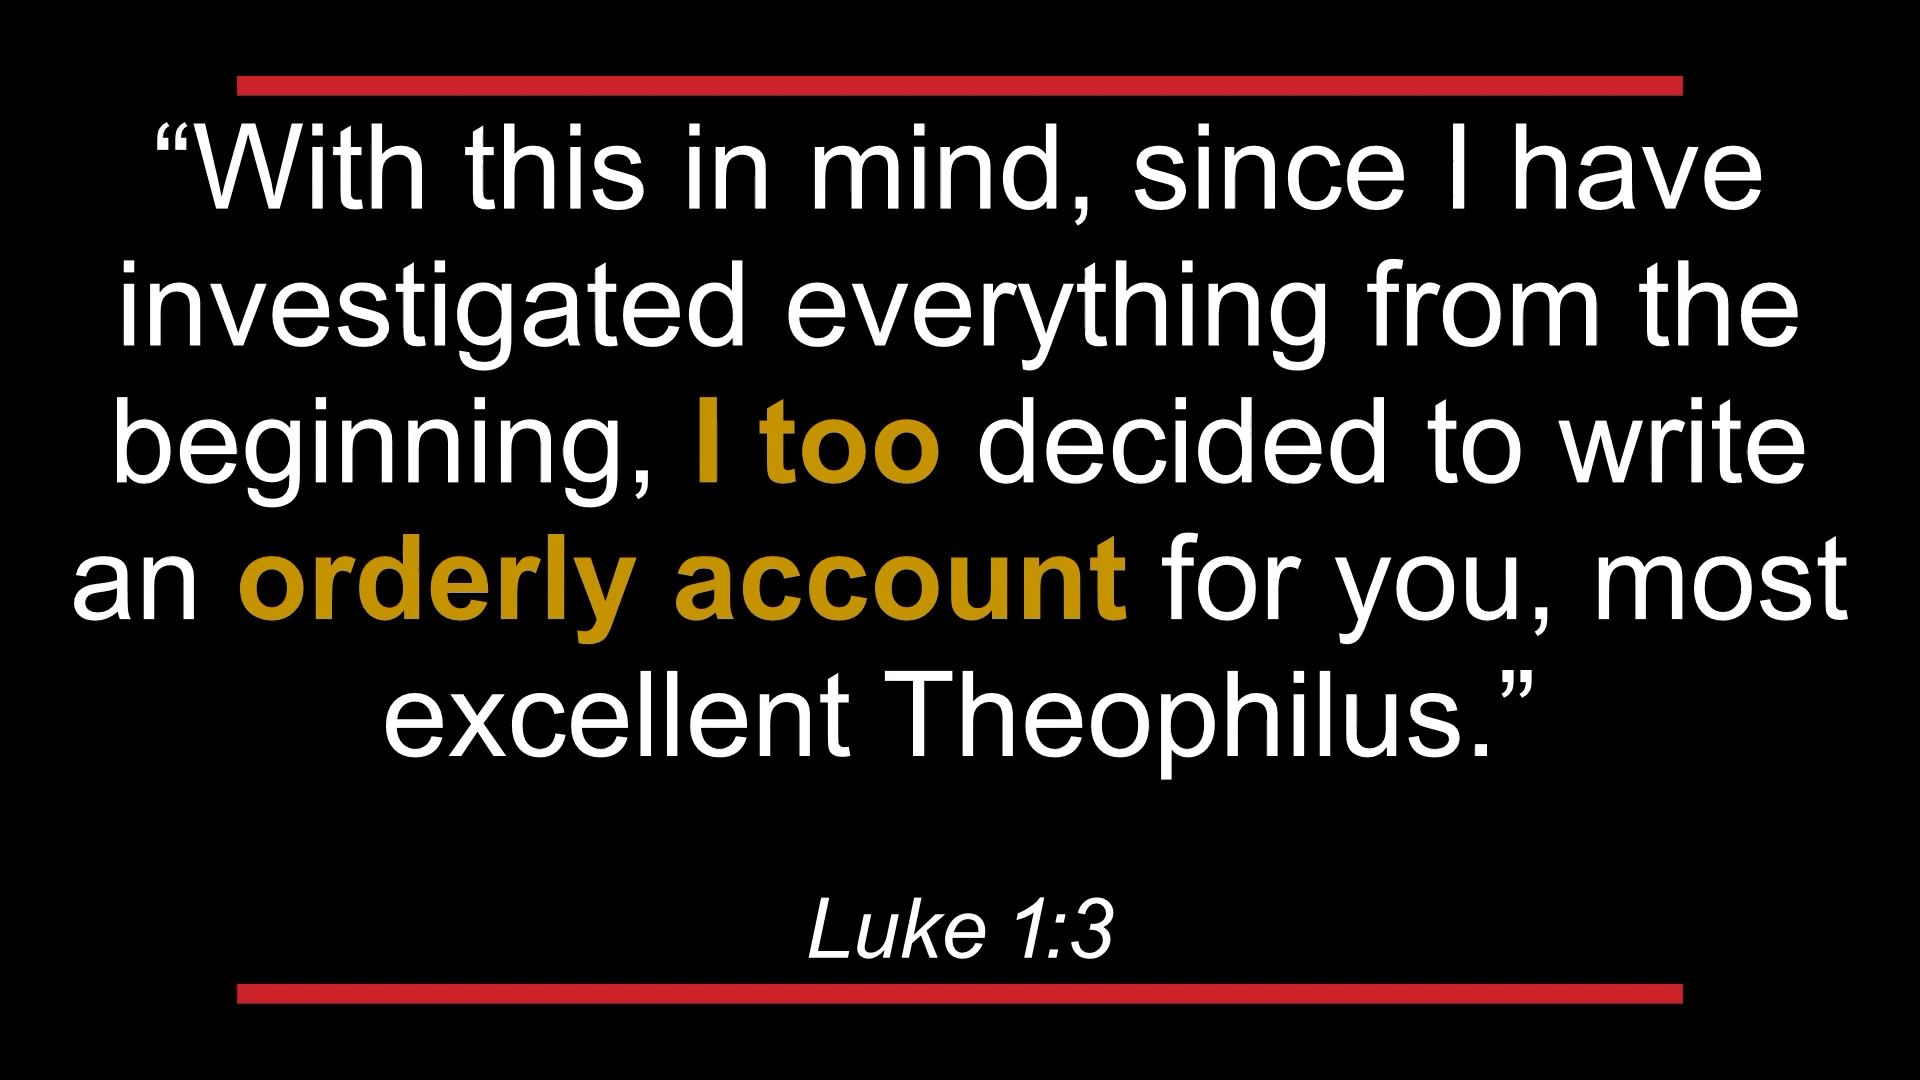 “With this in mind, since I have
investigated everything from the
beginning, I too decided to write
an orderly account for you, most
excellent Theophilus.”
Luke 1:3